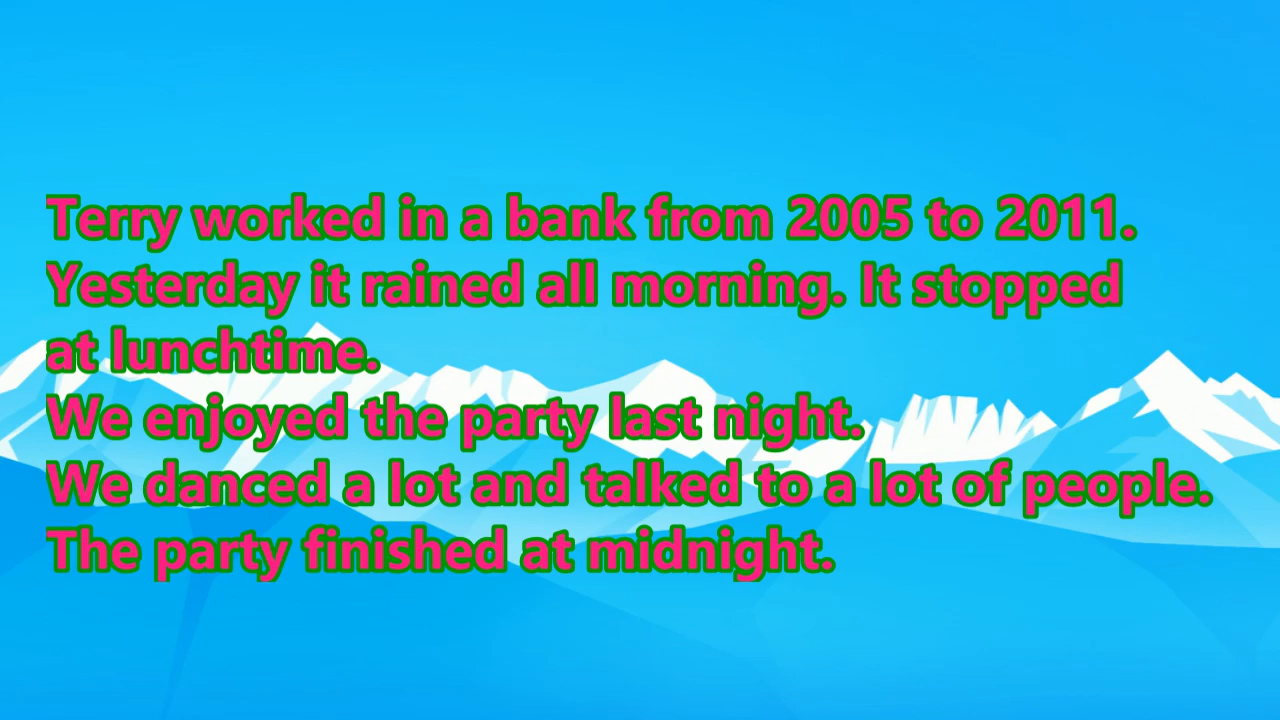 Terry worked in a bank from 2005 to 2011.
Yesterday it rained all morning. It stopped
at lunchtime.
We enjoyed the party last night.
We danced a lot and talked to a lot of people.
The party finished at midnight.